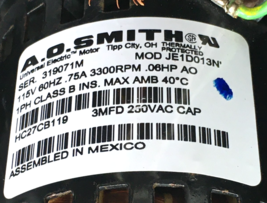 A.O.SMITH
Universal Electric™ Motor Tipp City, OH THERMALLY PROTECTED
SER. 319071M MOD JE1D013N
115V 60HZ .75A 3300RPM .06HP AO
1PH CLASS B INS. MAX AMB 40°C
HC27CB119 3MFD 250VAC CAP
ASSEMBLED IN MEXICO